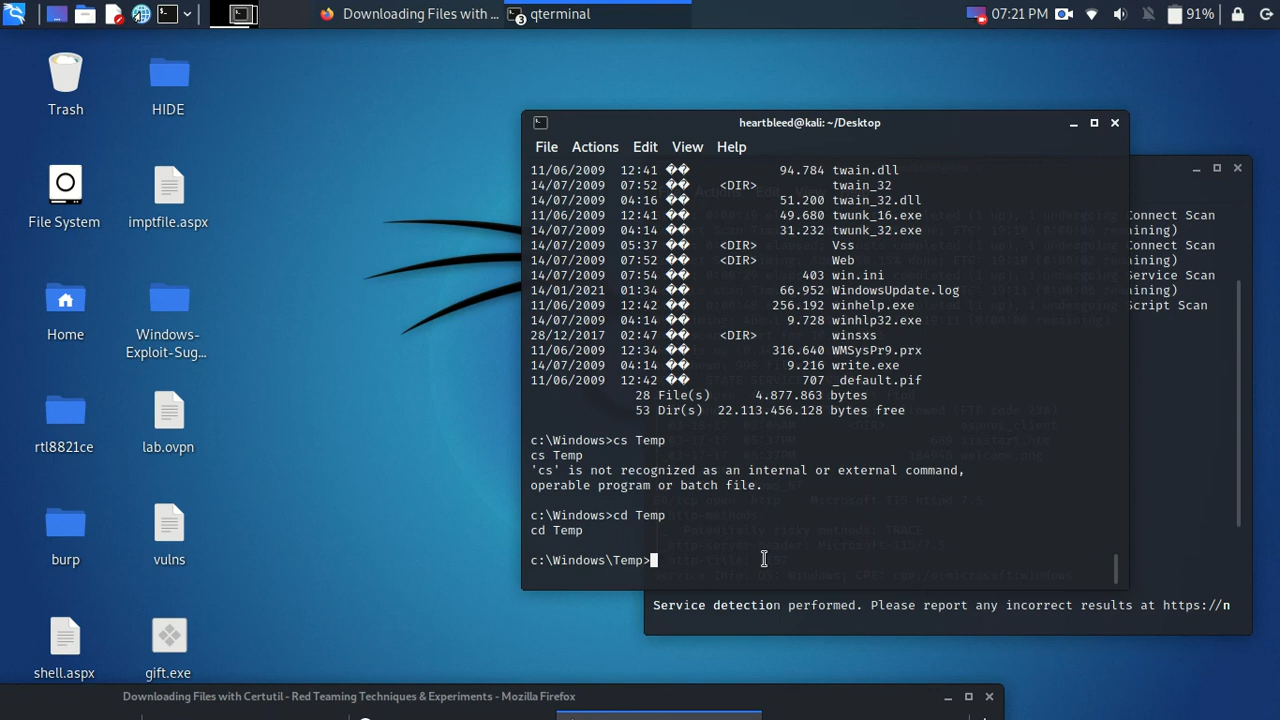 Downloading Files with ...
3 qterminal
07:21 PM
91%
Trash
HIDE
File System
imptfile.aspx
Home
Windows-
Exploit-Sug...
rtl8821ce
lab.ovpn
burp
vulns
shell.aspx
gift.exe
heartbleed@kali: ~/Desktop
File Actions Edit View Help
11/06/2009 12:41 �� 94.784 twain.dll
14/07/2009 07:52 �� <DIR> twain_32
14/07/2009 04:16 �� 51.200 twain_32.dll
11/06/2009 12:41 �� 49.680 twunk_16.exe
14/07/2009 04:14 �� 31.232 twunk_32.exe
14/07/2009 05:37 �� <DIR> Vss
14/07/2009 07:52 �� <DIR> Web
14/07/2009 07:54 �� 403 win.ini
14/01/2021 01:34 �� 66.952 WindowsUpdate.log
11/06/2009 12:42 �� 256.192 winhelp.exe
14/07/2009 04:14 �� 9.728 winhlp32.exe
28/12/2017 02:47 �� <DIR> winsxs
11/06/2009 12:34 �� 316.640 WMSysPr9.prx
14/07/2009 04:14 �� 9.216 write.exe
11/06/2009 12:42 �� 707 _default.pif
28 File(s) 4.877.863 bytes
53 Dir(s) 22.113.456.128 bytes free
c:\Windows>cs Temp
cs Temp
'cs' is not recognized as an internal or external command,
operable program or batch file.
c:\Windows>cd Temp
cd Temp
c:\Windows\Temp>
Connect Scan
remaining)
Connect Scan
remaining)
Service Scan
remaining)
Script Scan
remaining)
Service detection performed. Please report any incorrect results at https://n
Downloading Files with Certutil - Red Teaming Techniques & Experiments - Mozilla Firefox